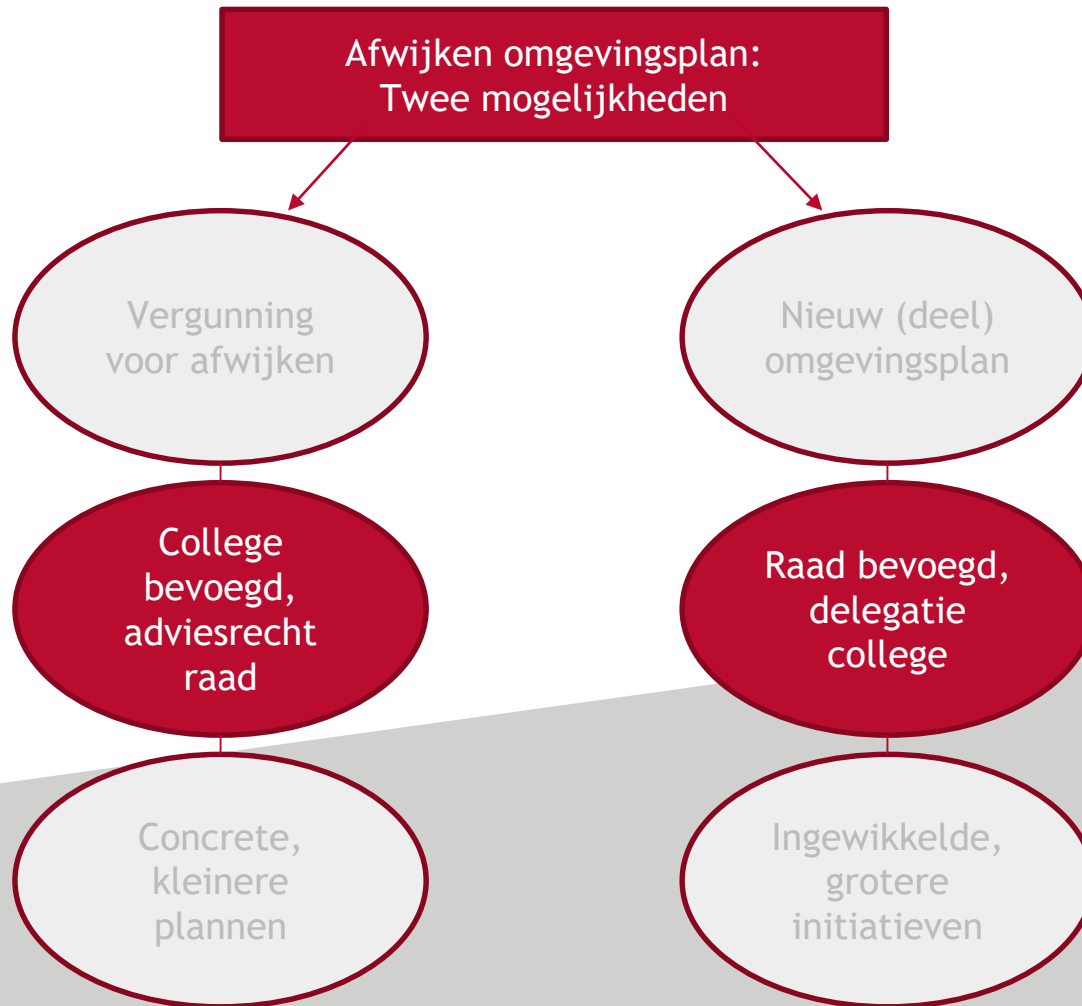 Afwijken omgevingsplan:
Twee mogelijkheden
Vergunning
voor afwijken
Nieuw (deel)
omgevingsplan
College
bevoegd,
adviesrecht
raad
Raad bevoegd,
delegatie
college
Concrete,
kleinere
plannen
Ingewikkelde,
grotere
initiatieven